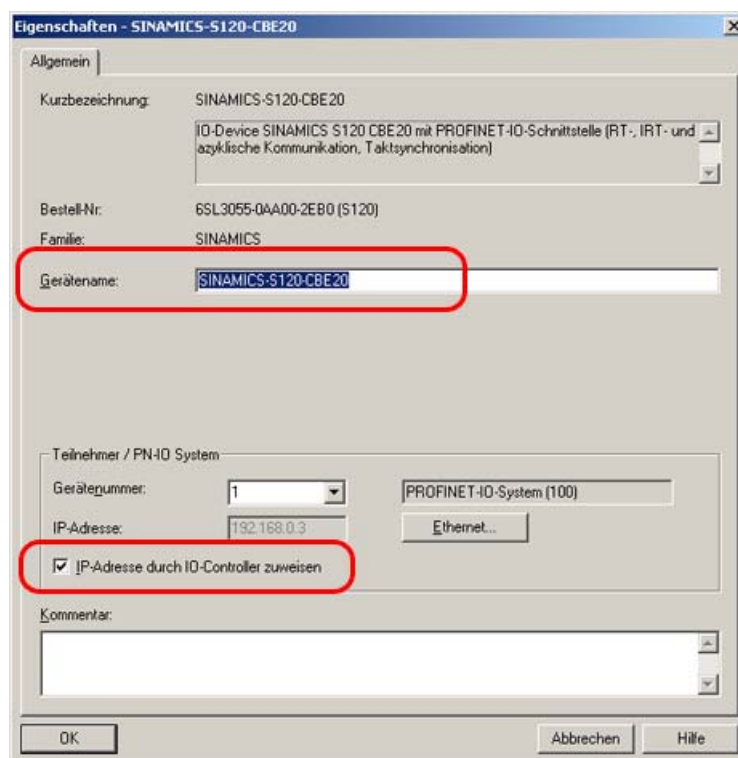 Eigenschaften - SINAMICS-S120-CBE20
Allgemein
Kurzbezeichnung: SINAMICS-S120-CBE20
IO-Device SINAMICS S120 CBE20 mit PROFINET-IO-Schnittstelle (RT-, IRT- und
azyklische Kommunikation, Taktsynchronisation)
Bestell-Nr.: 6SL3055-0AA00-2EB0 (S120)
Familie: SINAMICS
Gerätename: SINAMICS-S120-CBE20
Teilnehmer / PN-IO System
Gerätenummer: 1 PROFINET-IO-System (100)
IP-Adresse: 192.168.0.3 Ethernet...
IP-Adresse durch IO-Controller zuweisen
Kommentar:
OK Abbrechen Hilfe